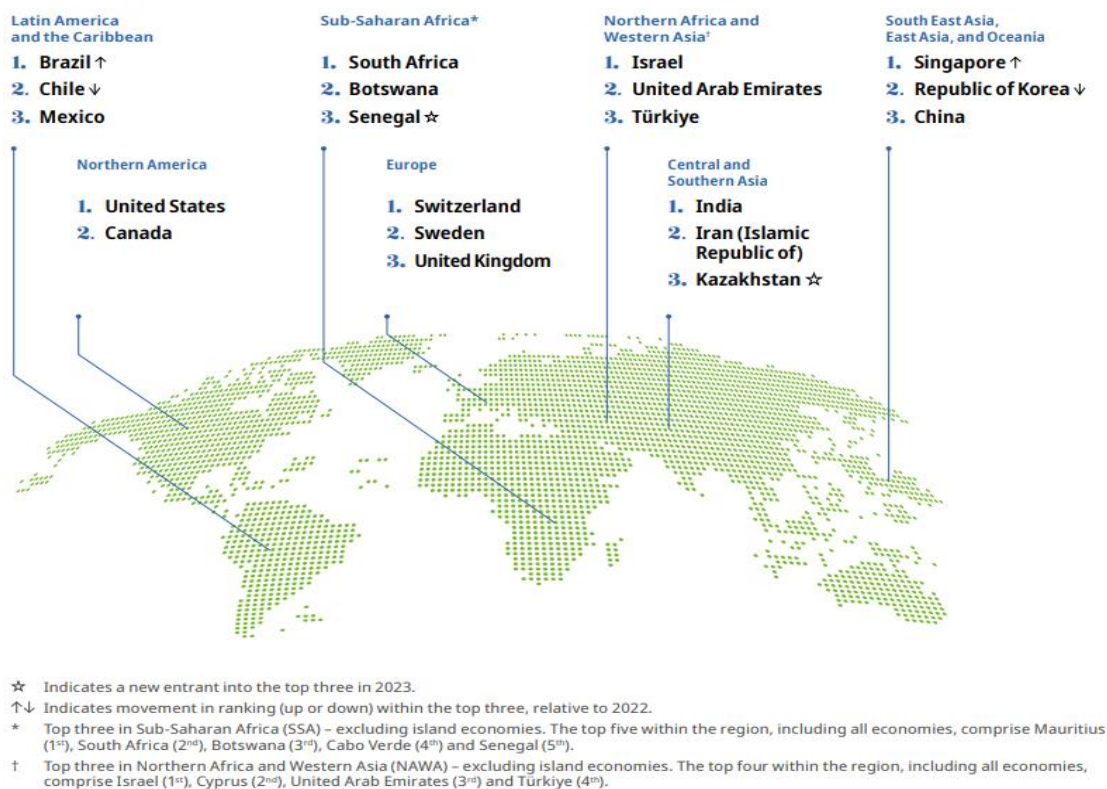 Latin America
and the Caribbean
1. Brazil ↑
2. Chile ↓
3. Mexico
Sub-Saharan Africa*
1. South Africa
2. Botswana
3. Senegal ☆
Northern Africa and
Western Asia†
1. Israel
2. United Arab Emirates
3. Türkiye
South East Asia,
East Asia, and Oceania
1. Singapore ↑
2. Republic of Korea ↓
3. China
Northern America
1. United States
2. Canada
Europe
1. Switzerland
2. Sweden
3. United Kingdom
Central and
Southern Asia
1. India
2. Iran (Islamic
Republic of)
3. Kazakhstan ☆
☆ Indicates a new entrant into the top three in 2023.
↑↓ Indicates movement in ranking (up or down) within the top three, relative to 2022.
* Top three in Sub-Saharan Africa (SSA) – excluding island economies. The top five within the region, including all economies, comprise Mauritius
(1st), South Africa (2nd), Botswana (3rd), Cabo Verde (4th) and Senegal (5th).
† Top three in Northern Africa and Western Asia (NAWA) – excluding island economies. The top four within the region, including all economies,
comprise Israel (1st), Cyprus (2nd), United Arab Emirates (3rd) and Türkiye (4th).